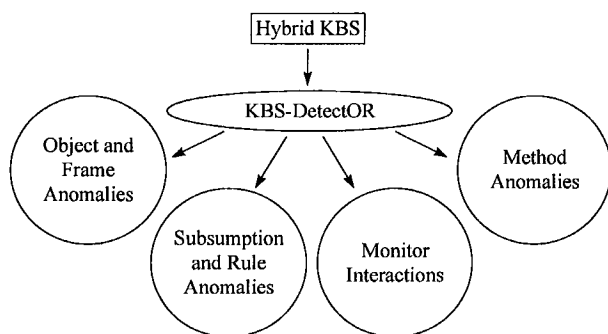 Hybrid KBS
KBS-DetectOR
Object and
Frame
Anomalies
Subsumption
and Rule
Anomalies
Monitor
Interactions
Method
Anomalies